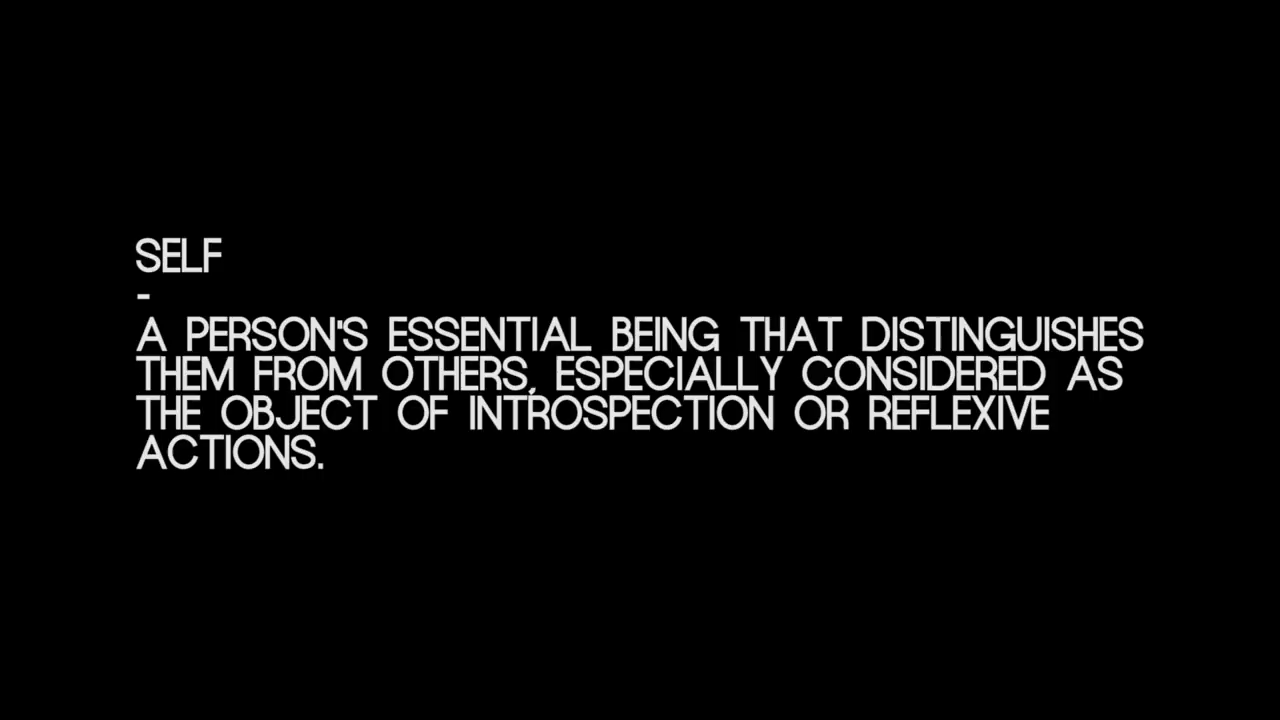 SELF
-
A PERSON'S ESSENTIAL BEING THAT DISTINGUISHES
THEM FROM OTHERS, ESPECIALLY CONSIDERED AS
THE OBJECT OF INTROSPECTION OR REFLEXIVE
ACTIONS.